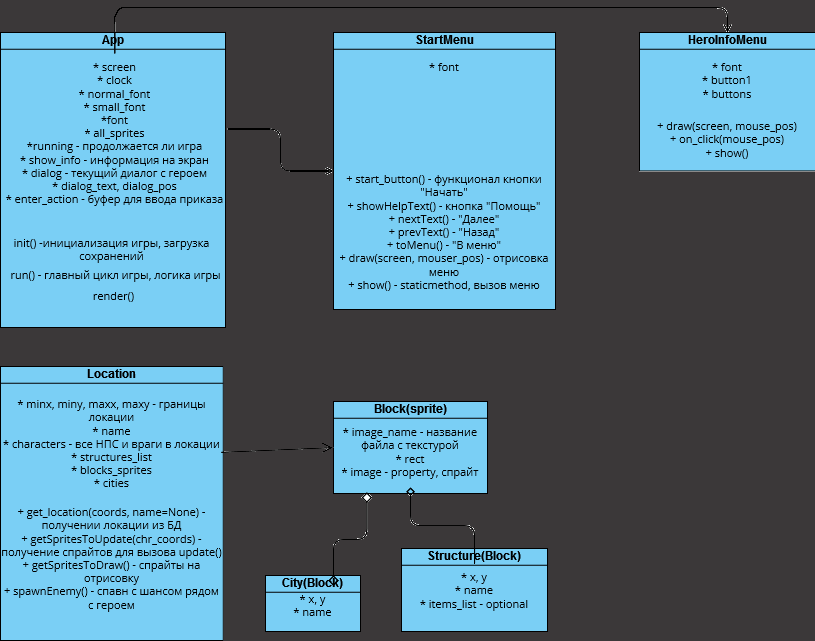 App
* screen
* clock
* normal_font
* small_font
*font
* all_sprites
*running - продолжается ли игра
* show_info - информация на экран
* dialog - текущий диалог с героем
* dialog_text, dialog_pos
* enter_action - буфер для ввода приказа
init() -инициализация игры, загрузка
сохранений
run() - главный цикл игры, логика игры
render()
StartMenu
* font
+ start_button() - функционал кнопки
"Начать"
+ showHelpText() - кнопка "Помощь"
+ nextText() - "Далее"
+ prevText() - "Назад"
+ toMenu() - "В меню"
+ draw(screen, mouser_pos) - отрисовка
меню
+ show() - staticmethod, вызов меню
HeroInfoMenu
* font
* button1
* buttons
+ draw(screen, mouse_pos)
+ on_click(mouse_pos)
+ show()
Location
* minx, miny, maxx, maxy - границы
локации
* name
* characters - все НПС и враги в локации
* structures_list
* blocks_sprites
* cities
+ get_location(coords, name=None) -
получении локации из БД
+ getSpritesToUpdate(chr_coords) -
получение спрайтов для вызова update()
+ getSpritesToDraw() - спрайты на
отрисовку
+ spawnEnemy() - спавн с шансом рядом
с героем
Block(sprite)
* image_name - название
файла с текстурой
* rect
* image - property, спрайт
City(Block)
* x, y
* name
Structure(Block)
* x, y
* name
* items_list - optional